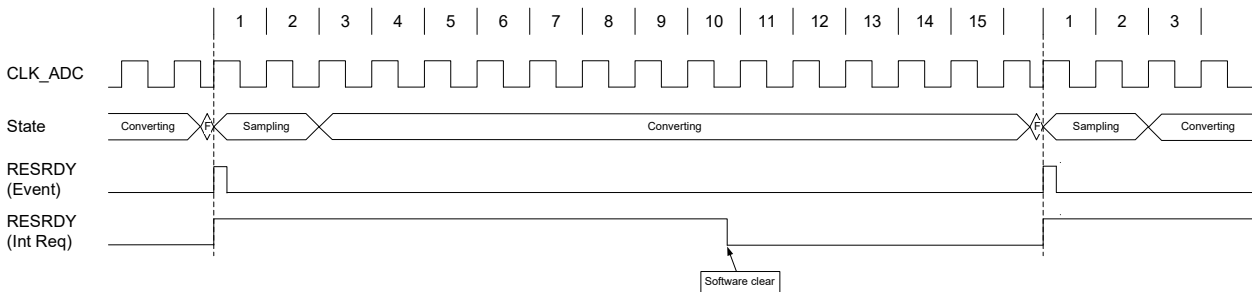 1 2 3 4 5 6 7 8 9 10 11 12 13 14 15 1 2 3
CLK_ADC
State Converting F Sampling Converting F Sampling Converting
RESRDY
(Event)
RESRDY
(Int Req)
Software clear